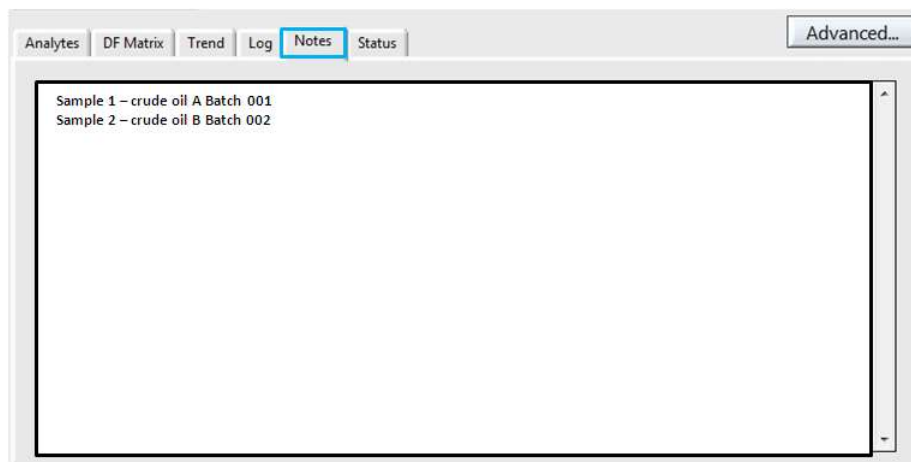 Analytes DF Matrix Trend Log Notes Status Advanced...
Sample 1 – crude oil A Batch 001
Sample 2 – crude oil B Batch 002